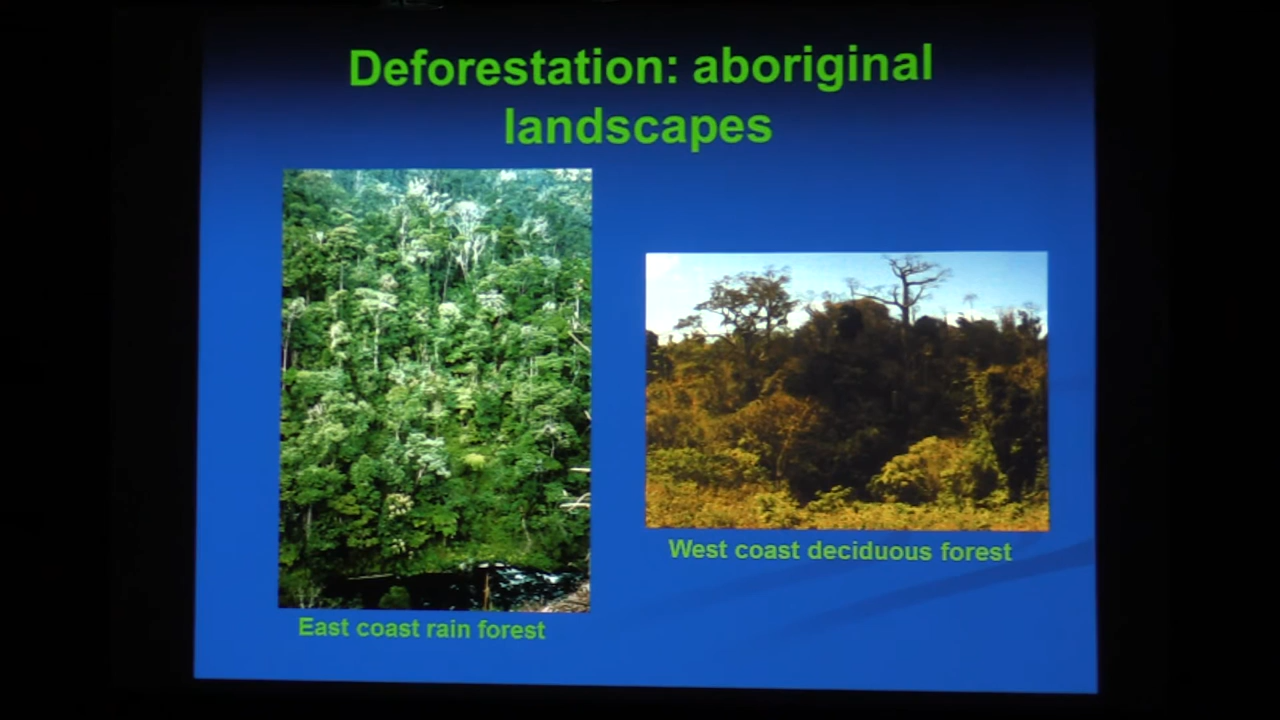 Deforestation: aboriginal
landscapes
West coast deciduous forest
East coast rain forest